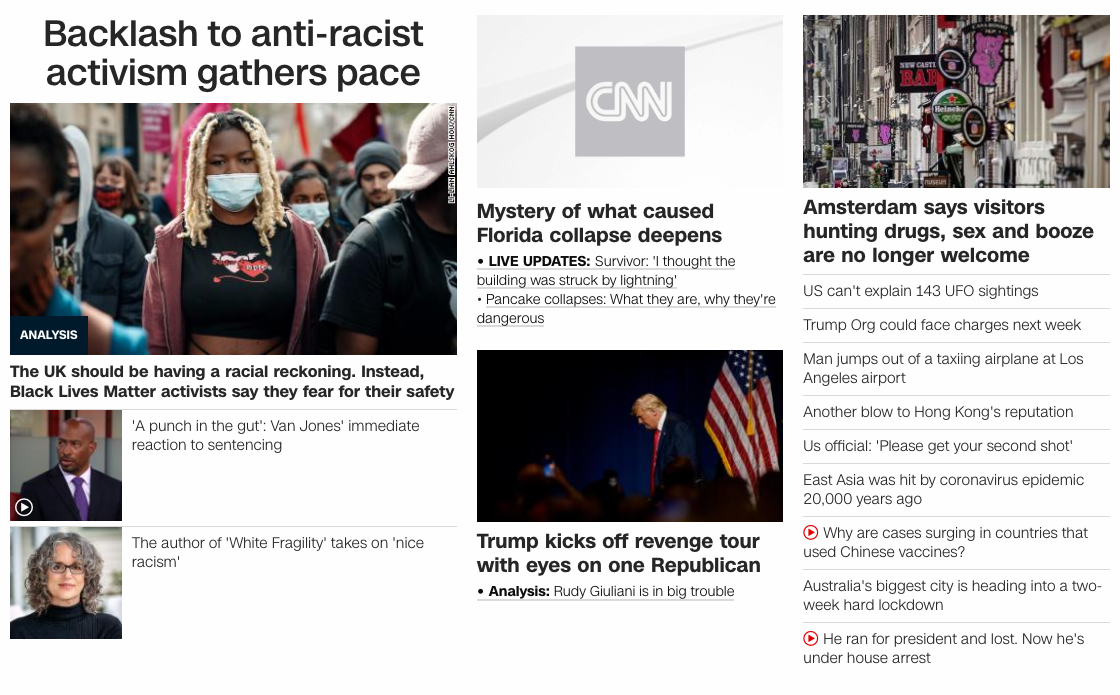 Backlash to anti-racist
activism gathers pace
LI-LIAN AHLSKOG HOU/CNN
ANALYSIS
The UK should be having a racial reckoning. Instead,
Black Lives Matter activists say they fear for their safety
'A punch in the gut': Van Jones' immediate
reaction to sentencing
The author of 'White Fragility' takes on 'nice
racism'
CNN
Mystery of what caused
Florida collapse deepens
• LIVE UPDATES: Survivor: 'I thought the
building was struck by lightning'
• Pancake collapses: What they are, why they're
dangerous
Trump kicks off revenge tour
with eyes on one Republican
• Analysis: Rudy Giuliani is in big trouble
NEW CASTL
BAR
Heineken
MUSEUM
Amsterdam says visitors
hunting drugs, sex and booze
are no longer welcome
US can't explain 143 UFO sightings
Trump Org could face charges next week
Man jumps out of a taxiing airplane at Los
Angeles airport
Another blow to Hong Kong's reputation
Us official: 'Please get your second shot'
East Asia was hit by coronavirus epidemic
20,000 years ago
Why are cases surging in countries that
used Chinese vaccines?
Australia's biggest city is heading into a two-
week hard lockdown
He ran for president and lost. Now he's
under house arrest